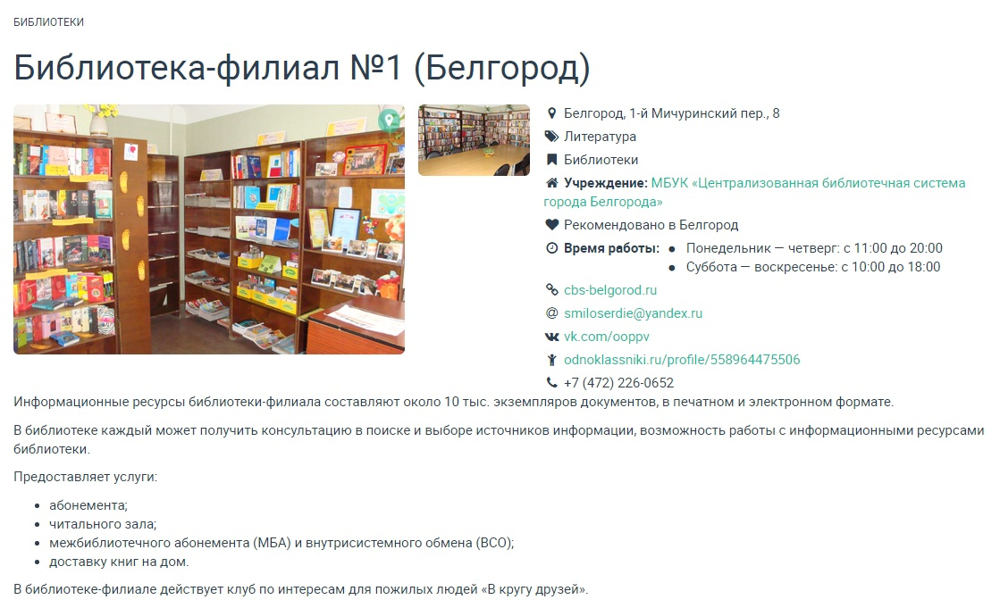 БИБЛИОТЕКИ
Библиотека-филиал №1 (Белгород)
Белгород, 1-й Мичуринский пер., 8
Литература
Библиотеки
Учреждение: МБУК «Централизованная библиотечная система
города Белгорода»
Рекомендовано в Белгород
Время работы: ● Понедельник — четверг: с 11:00 до 20:00
● Суббота — воскресенье: с 10:00 до 18:00
cbs-belgorod.ru
smiloserdie@yandex.ru
vk.com/ooppv
odnoklassniki.ru/profile/558964475506
+7 (472) 226-0652
Информационные ресурсы библиотеки-филиала составляют около 10 тыс. экземпляров документов, в печатном и электронном формате.
В библиотеке каждый может получить консультацию в поиске и выборе источников информации, возможность работы с информационными ресурсами
библиотеки.
Предоставляет услуги:
• абонемента;
• читального зала;
• межбиблиотечного абонемента (МБА) и внутрисистемного обмена (ВСО);
• доставку книг на дом.
В библиотеке-филиале действует клуб по интересам для пожилых людей «В кругу друзей».